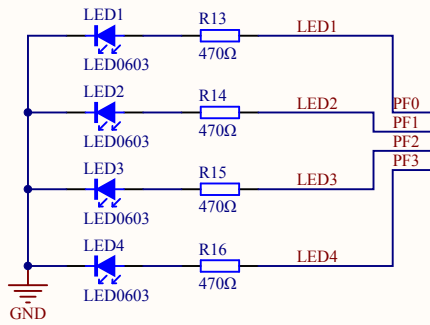 LED1
R13
LED1
LED0603
470Ω
LED2
R14
LED2
PF0
LED0603
470Ω
PF1
PF2
LED3
R15
PF3
LED0603
470Ω
LED3
LED4
R16
LED4
LED0603
470Ω
GND